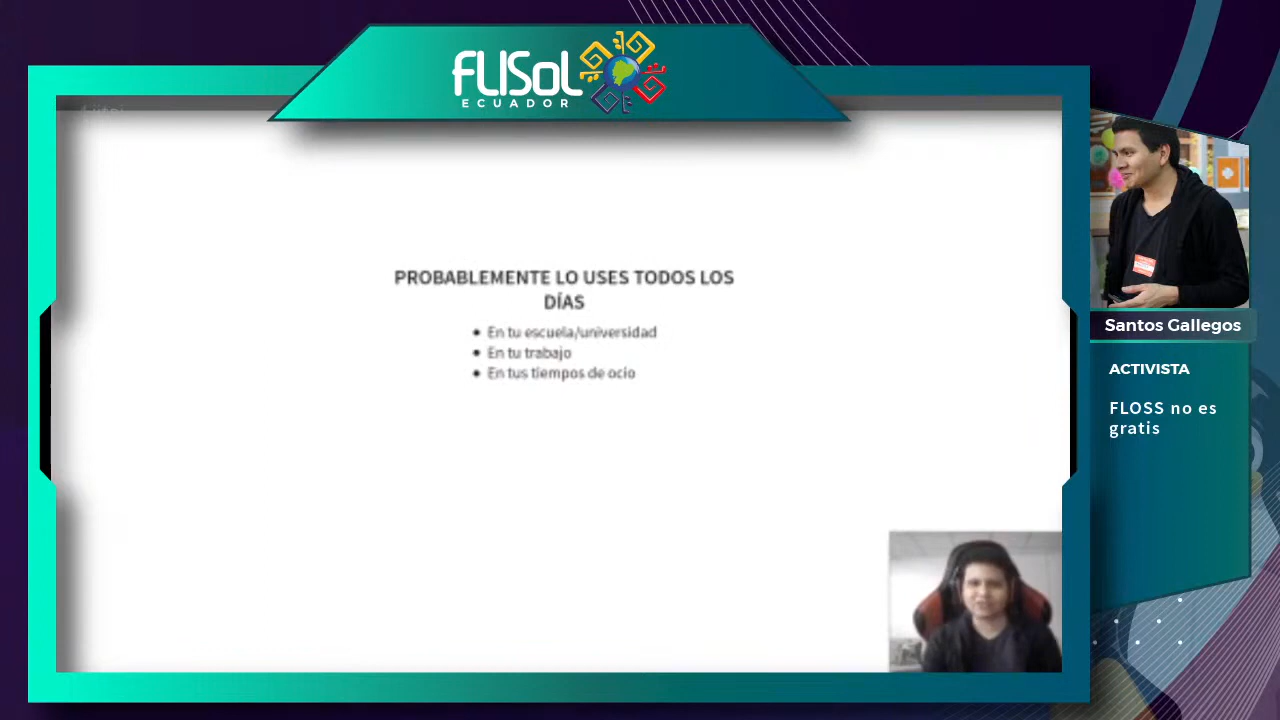 FLISoL
ECUADOR
PROBABLEMENTE LO USES TODOS LOS
DÍAS
• En tu escuela/universidad
• En tu trabajo
• En tus tiempos de ocio
Santos Gallegos
ACTIVISTA
FLOSS no es
gratis